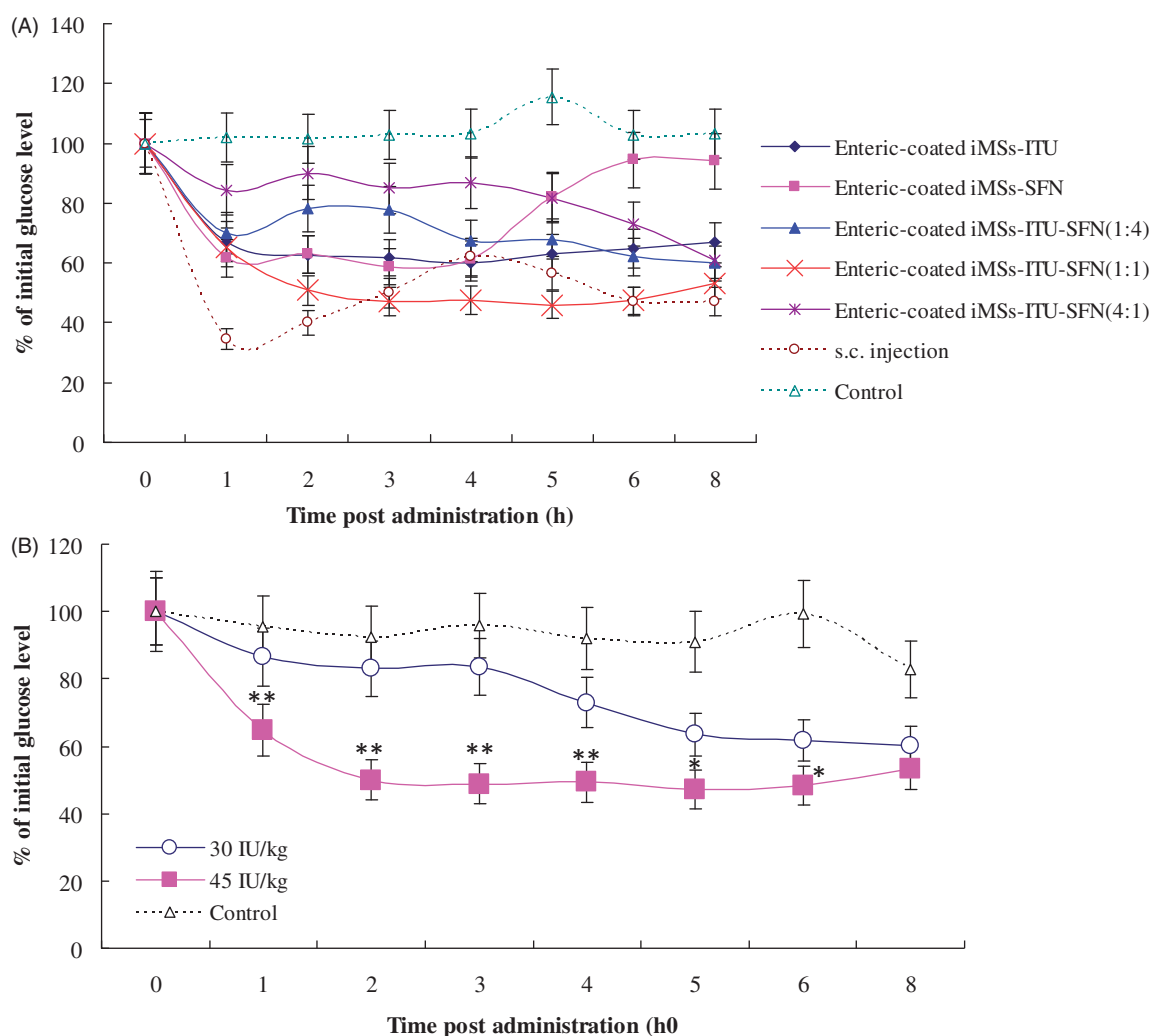 (A)
% of initial glucose level
140
120
100
80
60
40
20
0
0 1 2 3 4 5 6 8
Time post administration (h)
Enteric-coated iMSs-ITU
Enteric-coated iMSs-SFN
Enteric-coated iMSs-ITU-SFN(1:4)
Enteric-coated iMSs-ITU-SFN(1:1)
Enteric-coated iMSs-ITU-SFN(4:1)
s.c. injection
Control
(B)
% of initial glucose level
120
100
80
60
40
20
0
** ** ** ** * *
30 IU/kg
45 IU/kg
Control
0 1 2 3 4 5 6 8
Time post administration (h0